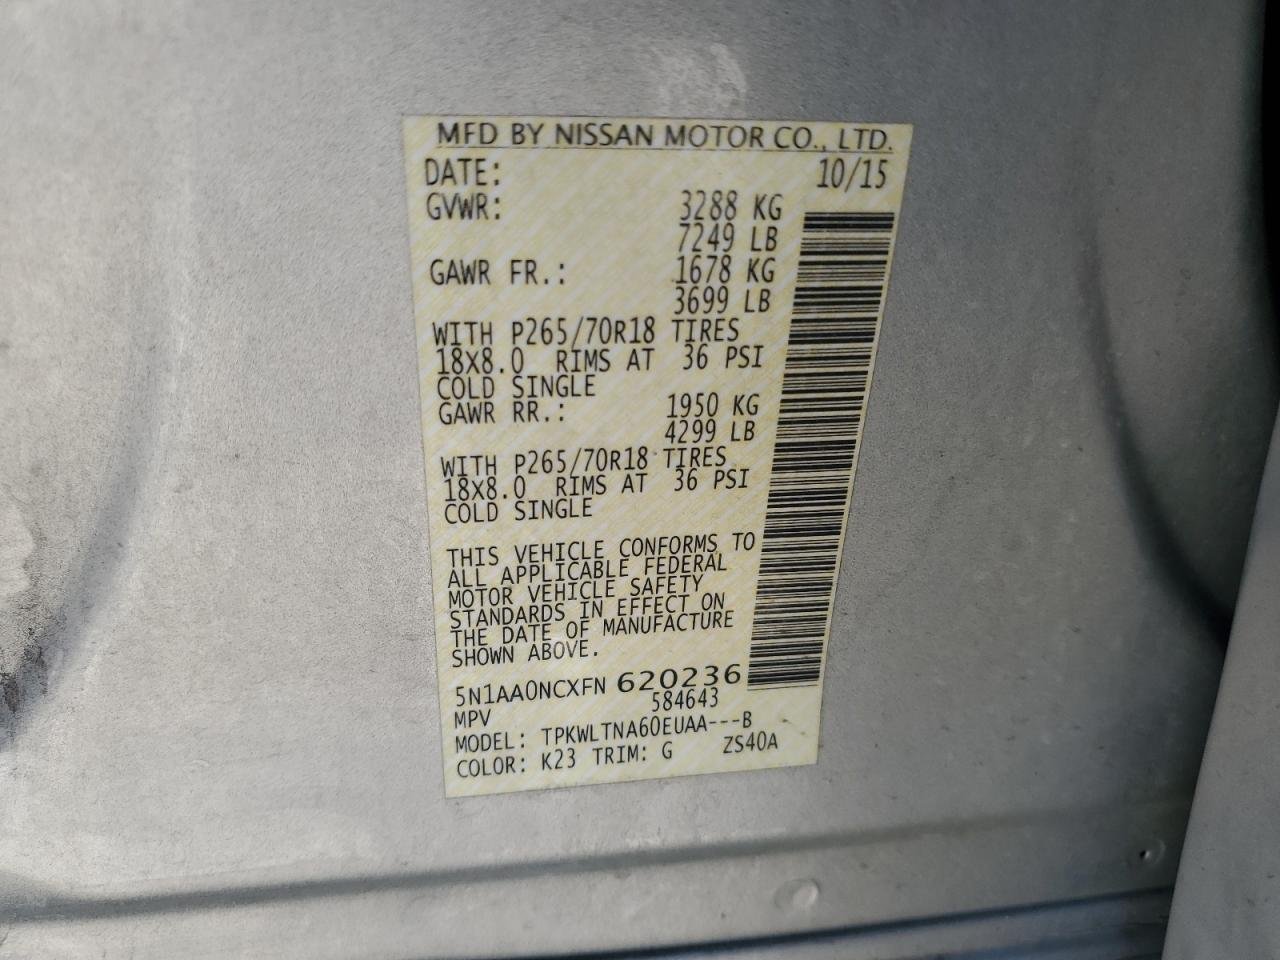 MFD BY NISSAN MOTOR CO., LTD.
DATE: 10/15
GVWR: 3288 KG
7249 LB
GAWR FR.: 1678 KG
3699 LB
WITH P265/70R18 TIRES
18X8.0 RIMS AT 36 PSI
COLD SINGLE
GAWR RR.: 1950 KG
4299 LB
WITH P265/70R18 TIRES
18X8.0 RIMS AT 36 PSI
COLD SINGLE
THIS VEHICLE CONFORMS TO
ALL APPLICABLE FEDERAL
MOTOR VEHICLE SAFETY
STANDARDS IN EFFECT ON
THE DATE OF MANUFACTURE
SHOWN ABOVE.
5N1AA0NCXFN 620236
MPV 584643
MODEL: TPKWLTNA60EUAA---B
COLOR: K23 TRIM: G ZS40A